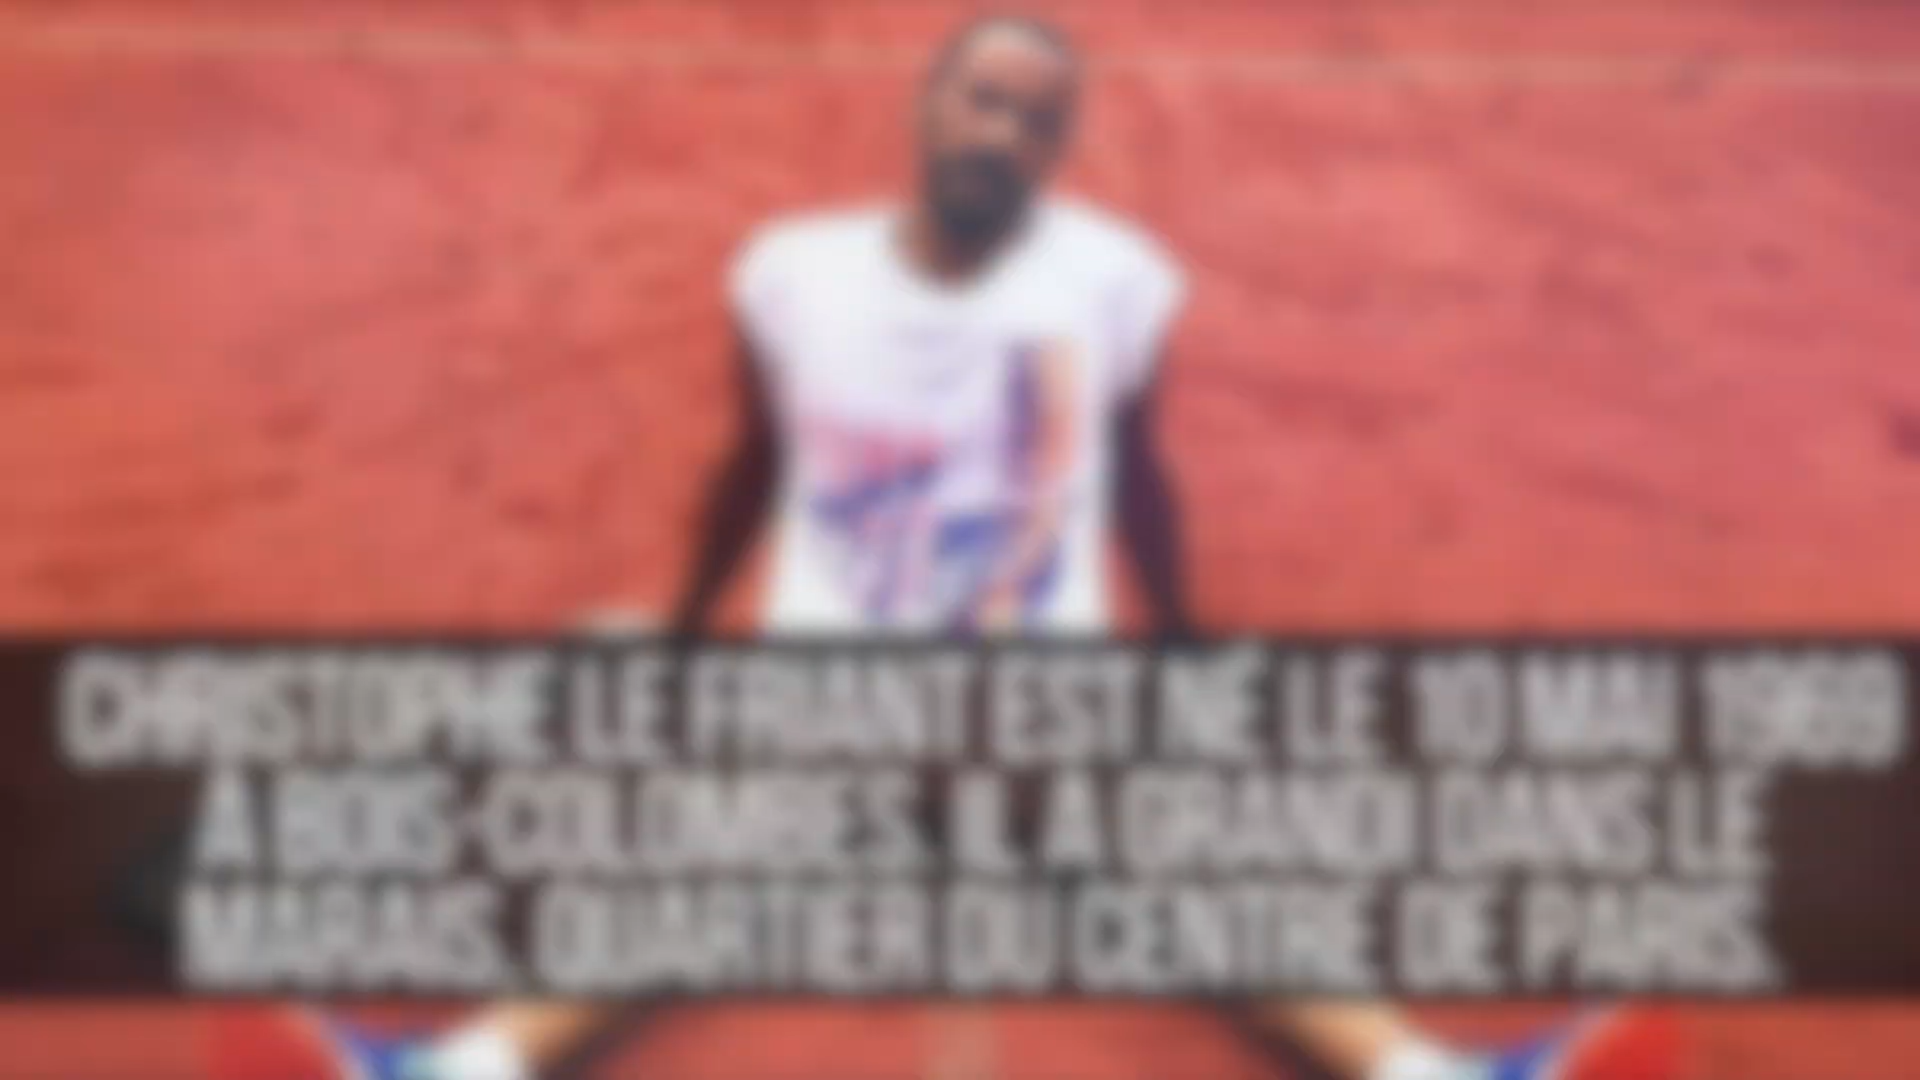 CHRISTOPHE LE FRIANT EST NÉ LE 10 MAI 1969
À BOIS-COLOMBES. IL A GRANDI DANS LE
MARAIS, QUARTIER DU CENTRE DE PARIS.